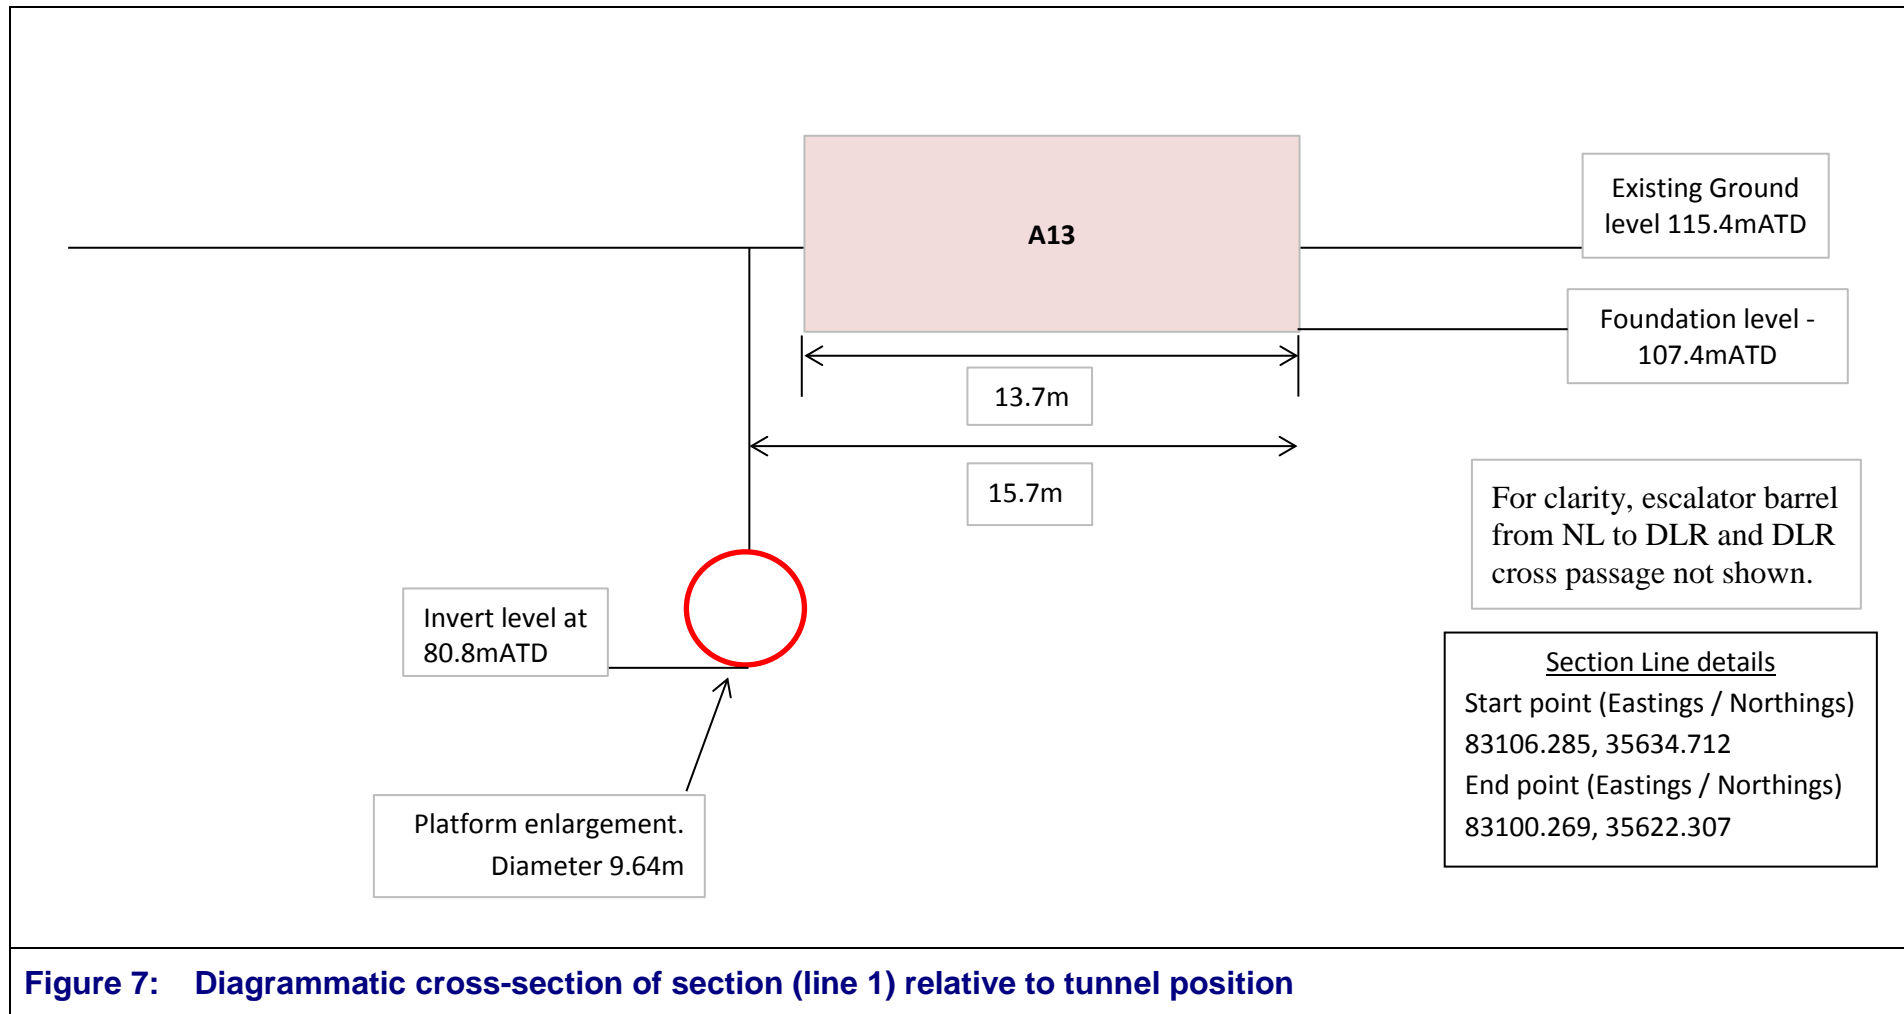 A13
Existing Ground
level 115.4mATD
Foundation level -
107.4mATD
13.7m
15.7m
For clarity, escalator barrel
from NL to DLR and DLR
cross passage not shown.
Invert level at
80.8mATD
Section Line details
Start point (Eastings / Northings)
83106.285, 35634.712
End point (Eastings / Northings)
83100.269, 35622.307
Platform enlargement.
Diameter 9.64m
Figure 7: Diagrammatic cross-section of section (line 1) relative to tunnel position